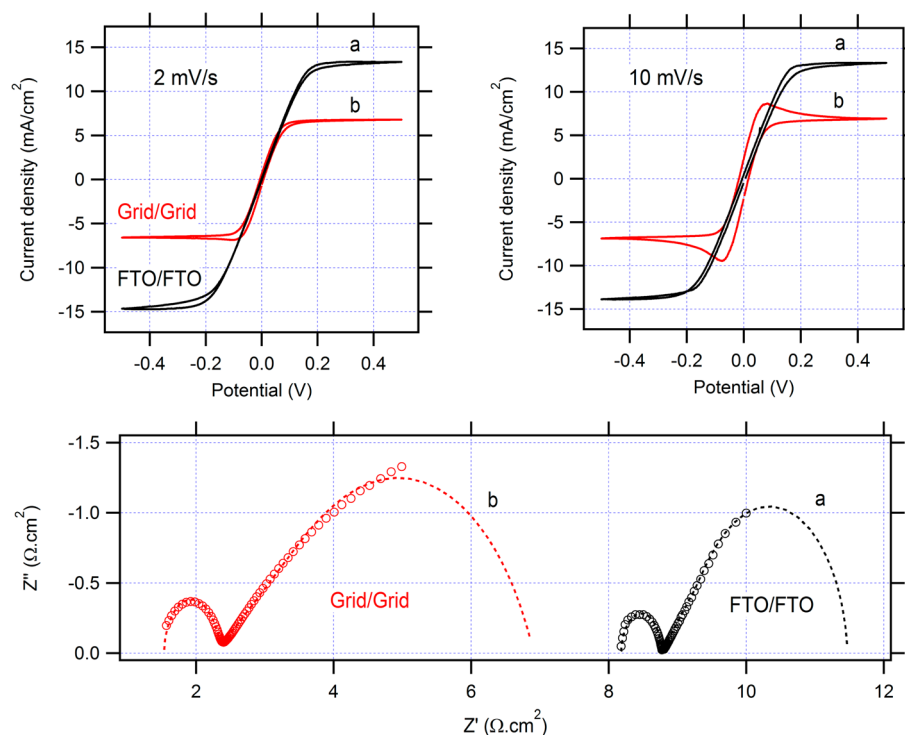 15
10
5
0
-5
-10
-15
Current density (mA/cm²)
2 mV/s
a
b
Grid/Grid
FTO/FTO
-0.4
-0.2
0.0
0.2
0.4
Potential (V)
15
10
5
0
-5
-10
-15
Current density (mA/cm²)
10 mV/s
a
b
-0.4
-0.2
0.0
0.2
0.4
Potential (V)
-1.5
-1.0
-0.5
0.0
Z'' (Ω.cm²)
b
a
Grid/Grid
FTO/FTO
2
4
6
8
10
12
Z' (Ω.cm²)